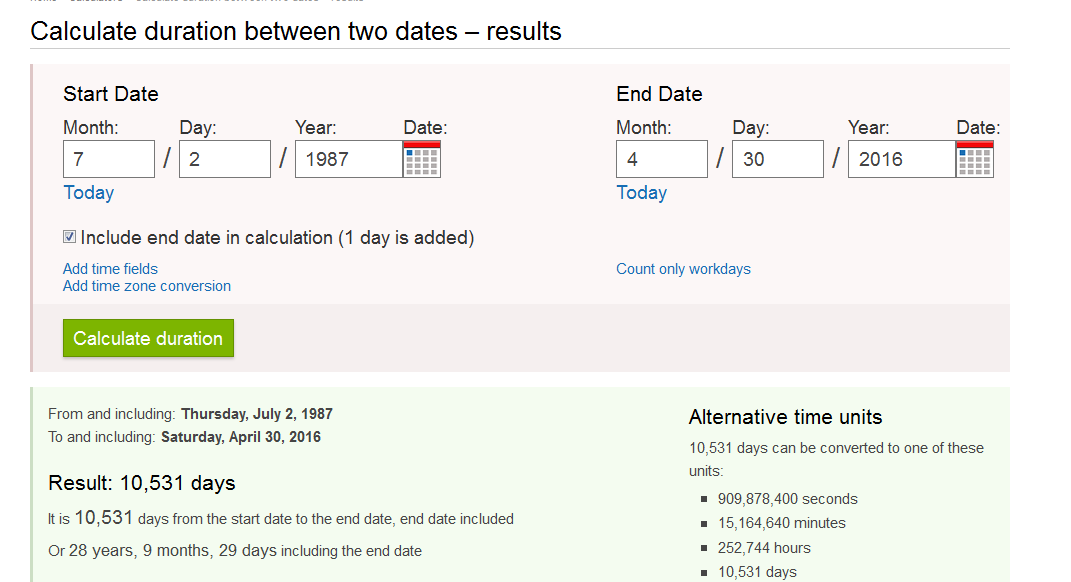 Calculate duration between two dates – results
Start Date
Month: Day: Year: Date:
7 / 2 / 1987
Today
End Date
Month: Day: Year: Date:
4 / 30 / 2016
Today
Include end date in calculation (1 day is added)
Add time fields
Add time zone conversion
Count only workdays
Calculate duration
From and including: Thursday, July 2, 1987
To and including: Saturday, April 30, 2016
Result: 10,531 days
It is 10,531 days from the start date to the end date, end date included
Or 28 years, 9 months, 29 days including the end date
Alternative time units
10,531 days can be converted to one of these
units:
909,878,400 seconds
15,164,640 minutes
252,744 hours
10,531 days